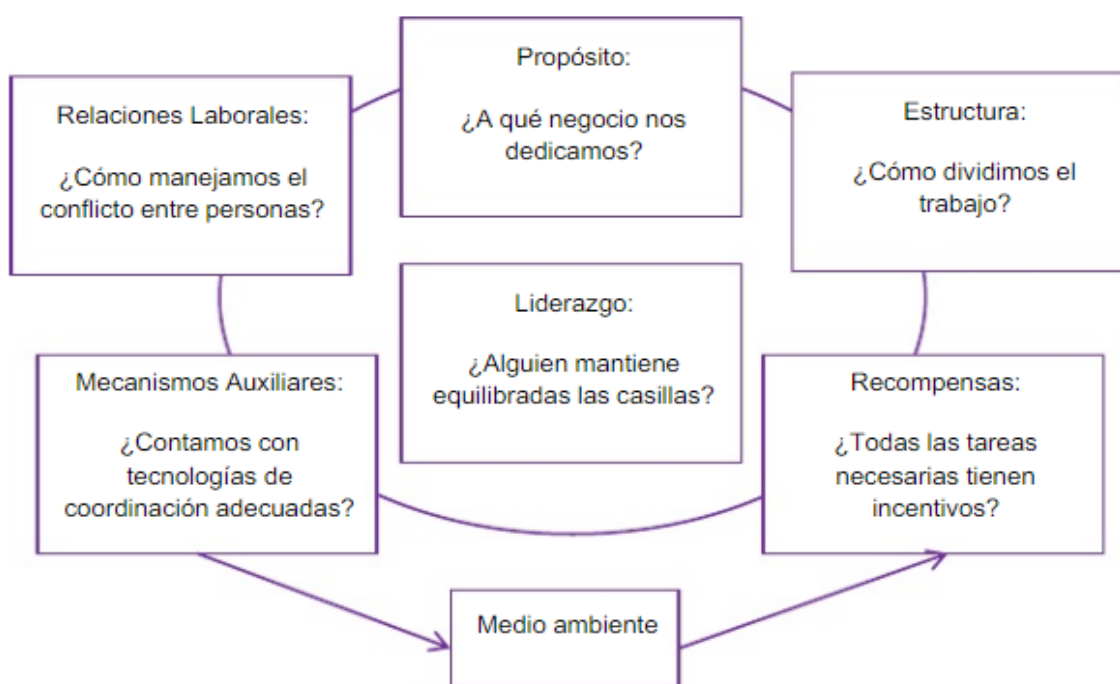 Propósito:
¿A qué negocio nos
dedicamos?
Relaciones Laborales:
¿Cómo manejamos el
conflicto entre personas?
Estructura:
¿Cómo dividimos el
trabajo?
Liderazgo:
¿Alguien mantiene
equilibradas las casillas?
Mecanismos Auxiliares:
¿Contamos con
tecnologías de
coordinación adecuadas?
Recompensas:
¿Todas las tareas
necesarias tienen
incentivos?
Medio ambiente